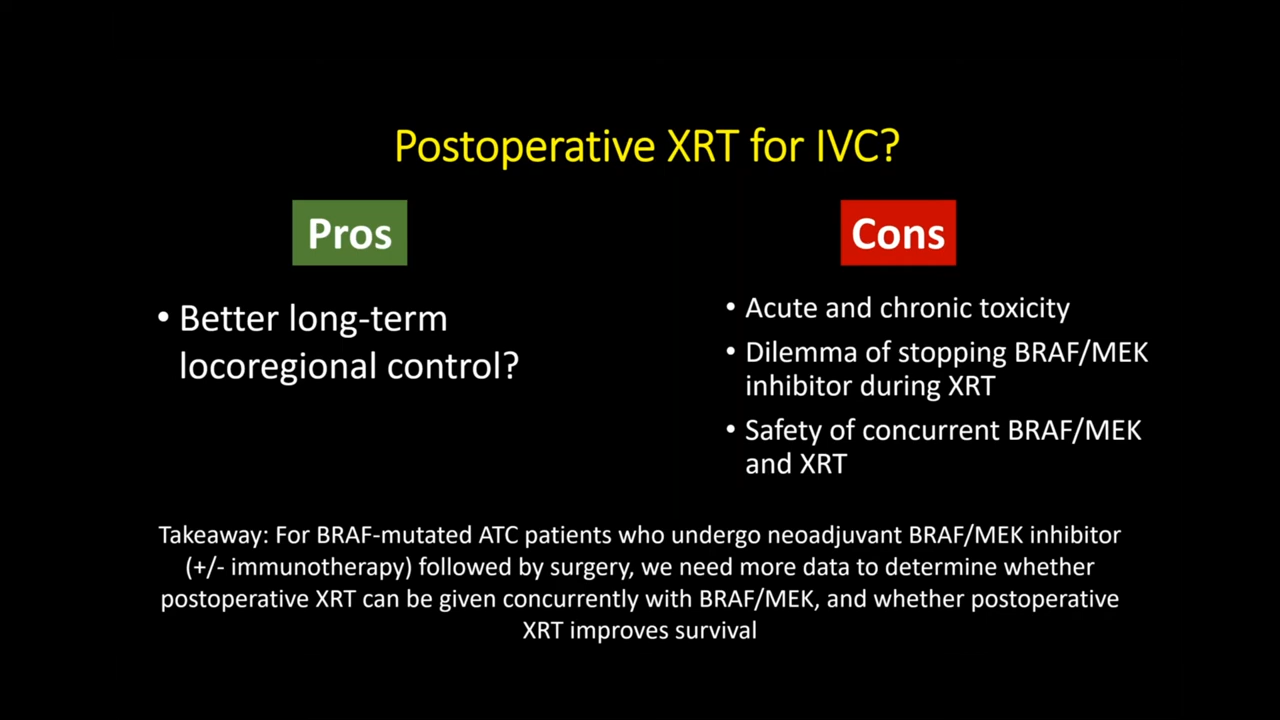 Postoperative XRT for IVC?
Pros
• Better long-term
locoregional control?
Cons
• Acute and chronic toxicity
• Dilemma of stopping BRAF/MEK
inhibitor during XRT
• Safety of concurrent BRAF/MEK
and XRT
Takeaway: For BRAF-mutated ATC patients who undergo neoadjuvant BRAF/MEK inhibitor
(+/- immunotherapy) followed by surgery, we need more data to determine whether
postoperative XRT can be given concurrently with BRAF/MEK, and whether postoperative
XRT improves survival